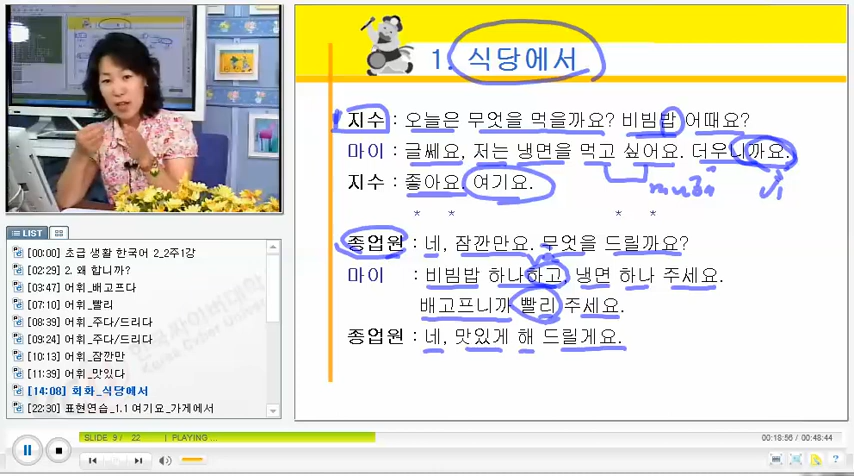 1. 식당에서
지수 : 오늘은 무엇을 먹을까요? 비빔밥 어때요?
마이 : 글쎄요, 저는 냉면을 먹고 싶어요. 더우니까요.
지수 : 좋아요. 여기요.
* * * *
종업원 : 네, 잠깐만요. 무엇을 드릴까요?
마이 : 비빔밥 하나하고, 냉면 하나 주세요.
배고프니까 빨리 주세요.
종업원 : 네, 맛있게 해 드릴게요.
LIST
[00:00] 초급 생활 한국어 2_2주1강
[02:29] 2. 왜 합니까?
[03:47] 어휘_배고프다
[07:10] 어휘_빨리
[08:39] 어휘_주다/드리다
[09:24] 어휘_주다/드리다
[10:13] 어휘_잠깐만
[11:39] 어휘_맛있다
[14:08] 회화_식당에서
[22:30] 표현연습_1.1 여기요_가게에서
SLIDE 9 / 22 PLAYING ...
00:18:56 / 00:48:44